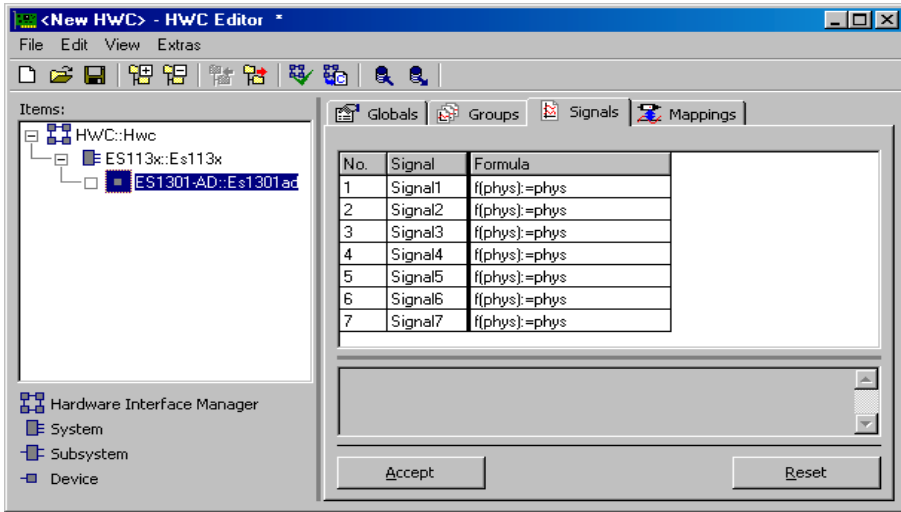 <New HWC> - HWC Editor *
File Edit View Extras
Items:
HWC::Hwc
ES113x::Es113x
ES1301-AD::Es1301ad
Hardware Interface Manager
System
Subsystem
Device
Globals Groups Signals Mappings
No. Signal Formula
1 Signal1 f(phys):=phys
2 Signal2 f(phys):=phys
3 Signal3 f(phys):=phys
4 Signal4 f(phys):=phys
5 Signal5 f(phys):=phys
6 Signal6 f(phys):=phys
7 Signal7 f(phys):=phys
Accept Reset